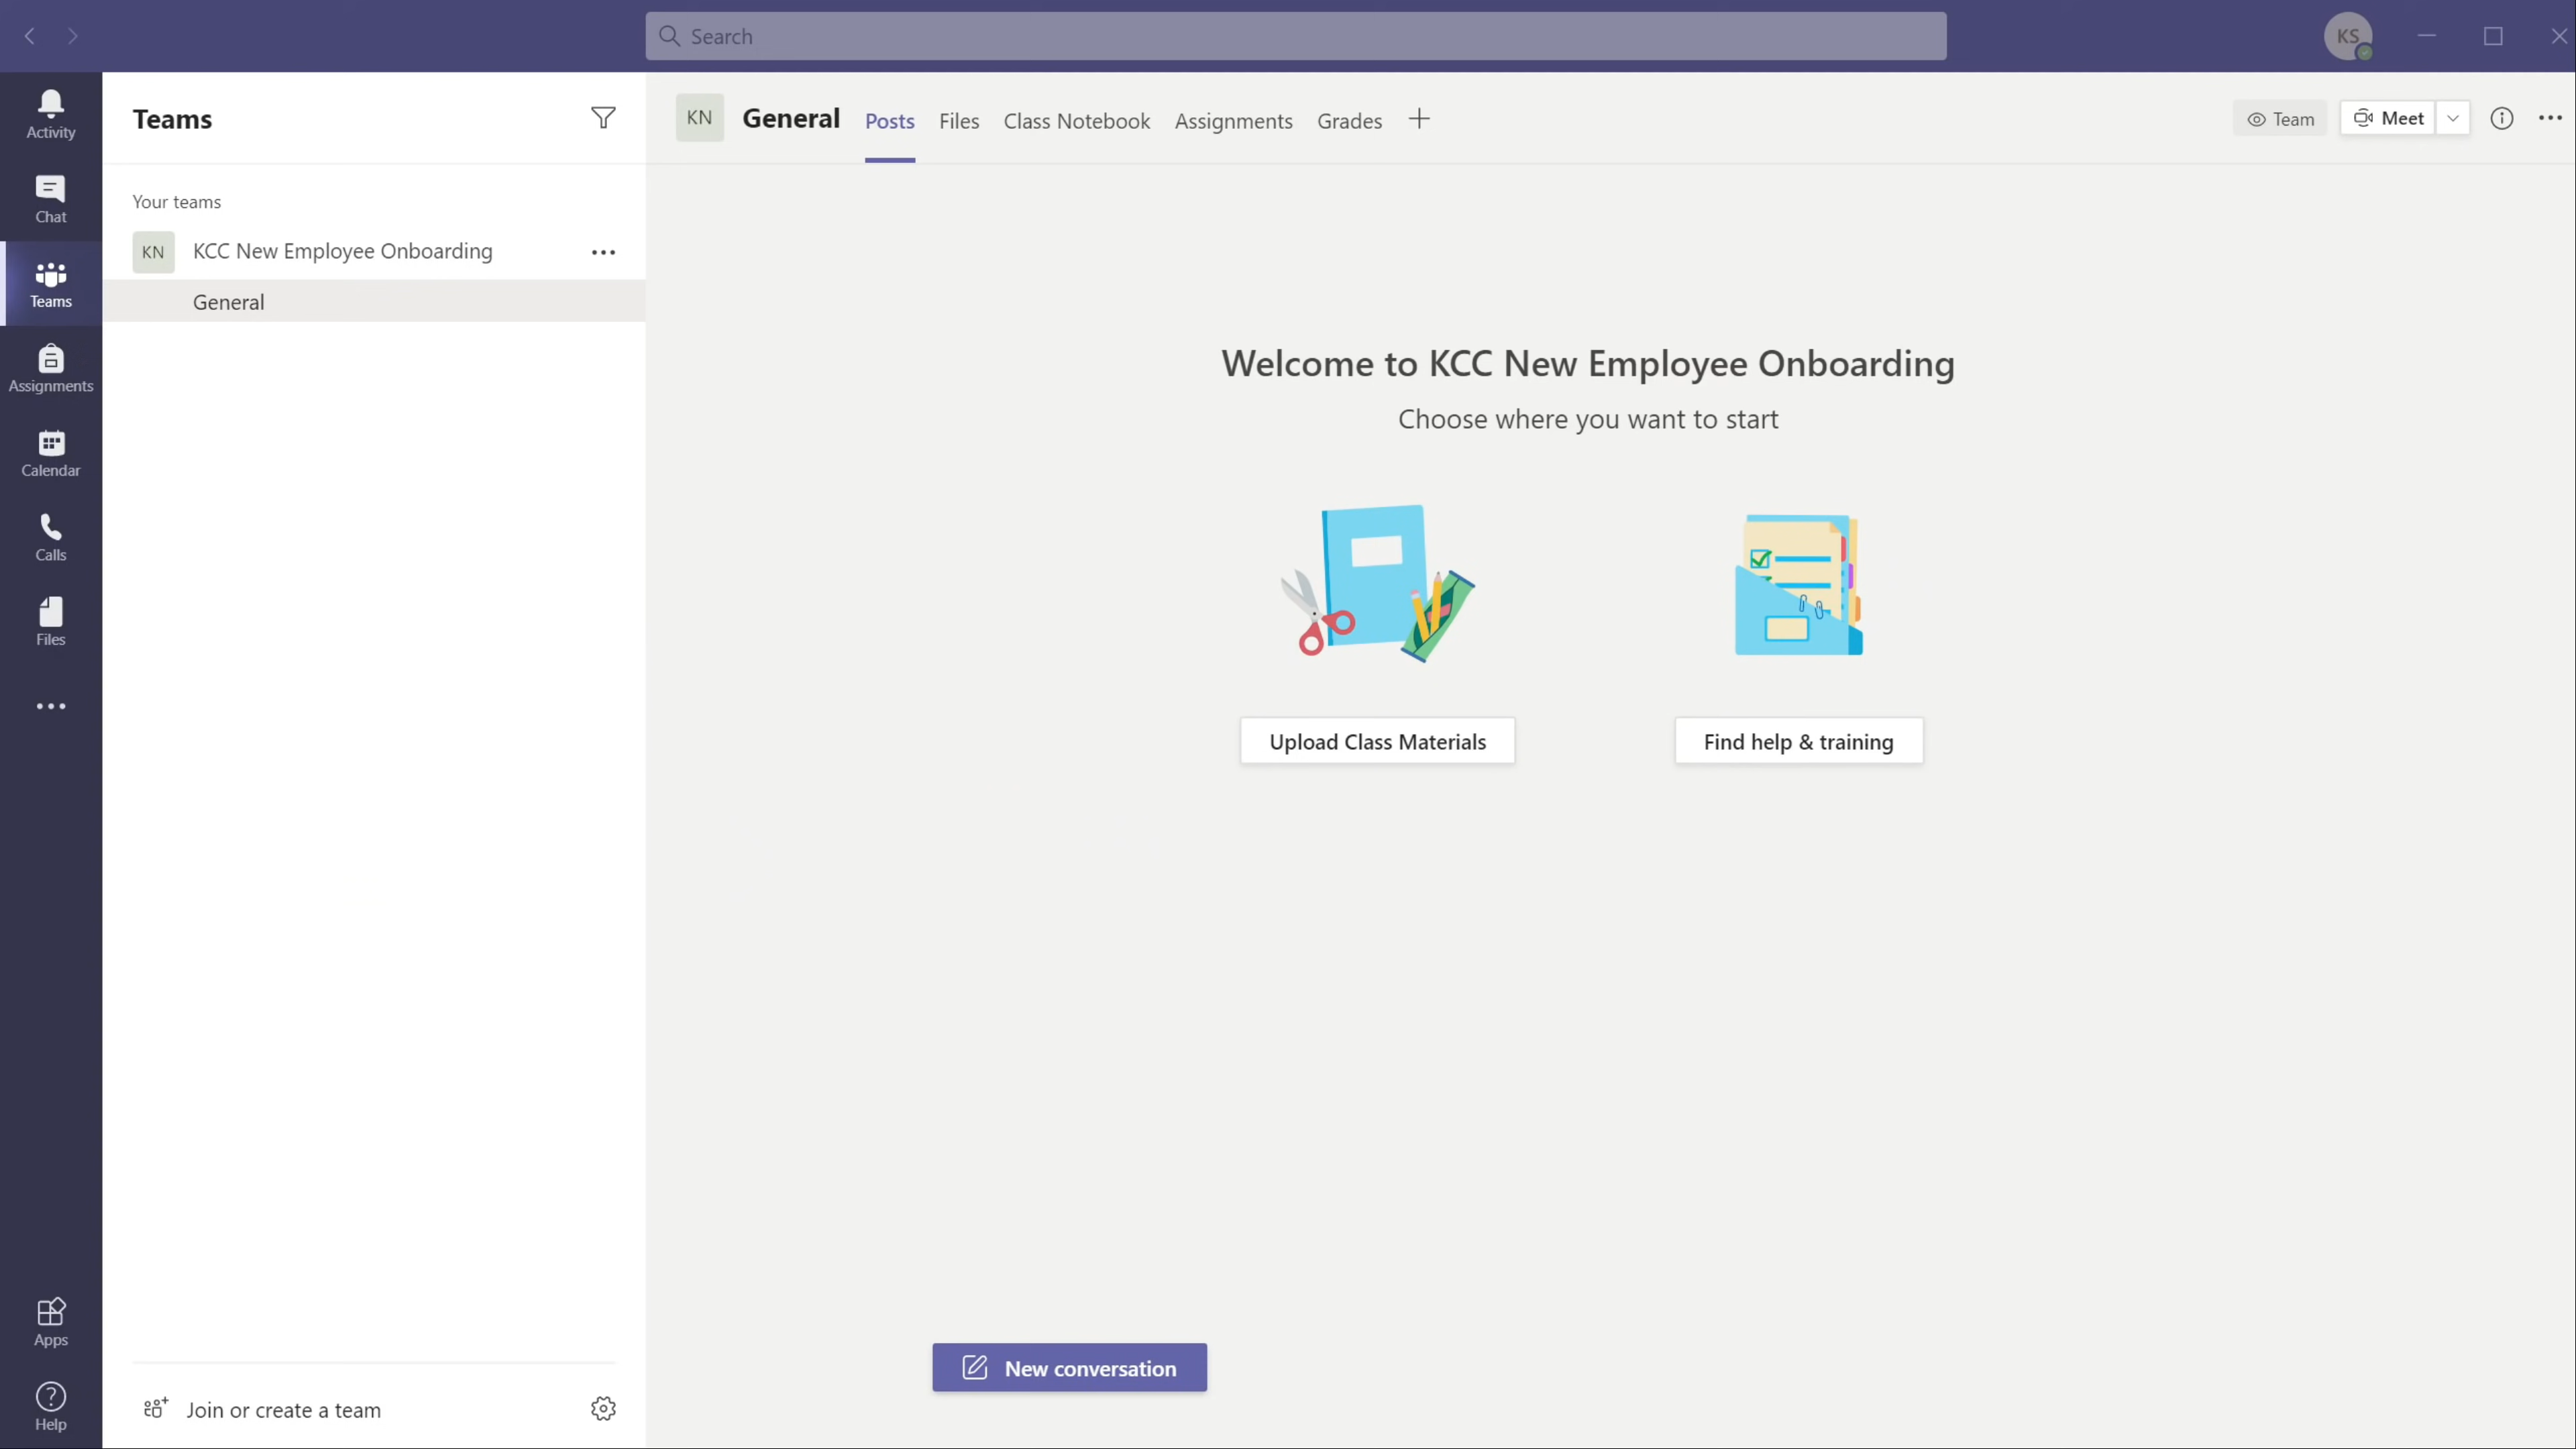 Search
KS
Activity
Chat
Teams
Assignments
Calendar
Calls
Files
Apps
Help
Teams
Your teams
KN KCC New Employee Onboarding
General
Join or create a team
KN General Posts Files Class Notebook Assignments Grades
Team Meet
Welcome to KCC New Employee Onboarding
Choose where you want to start
Upload Class Materials Find help & training
New conversation